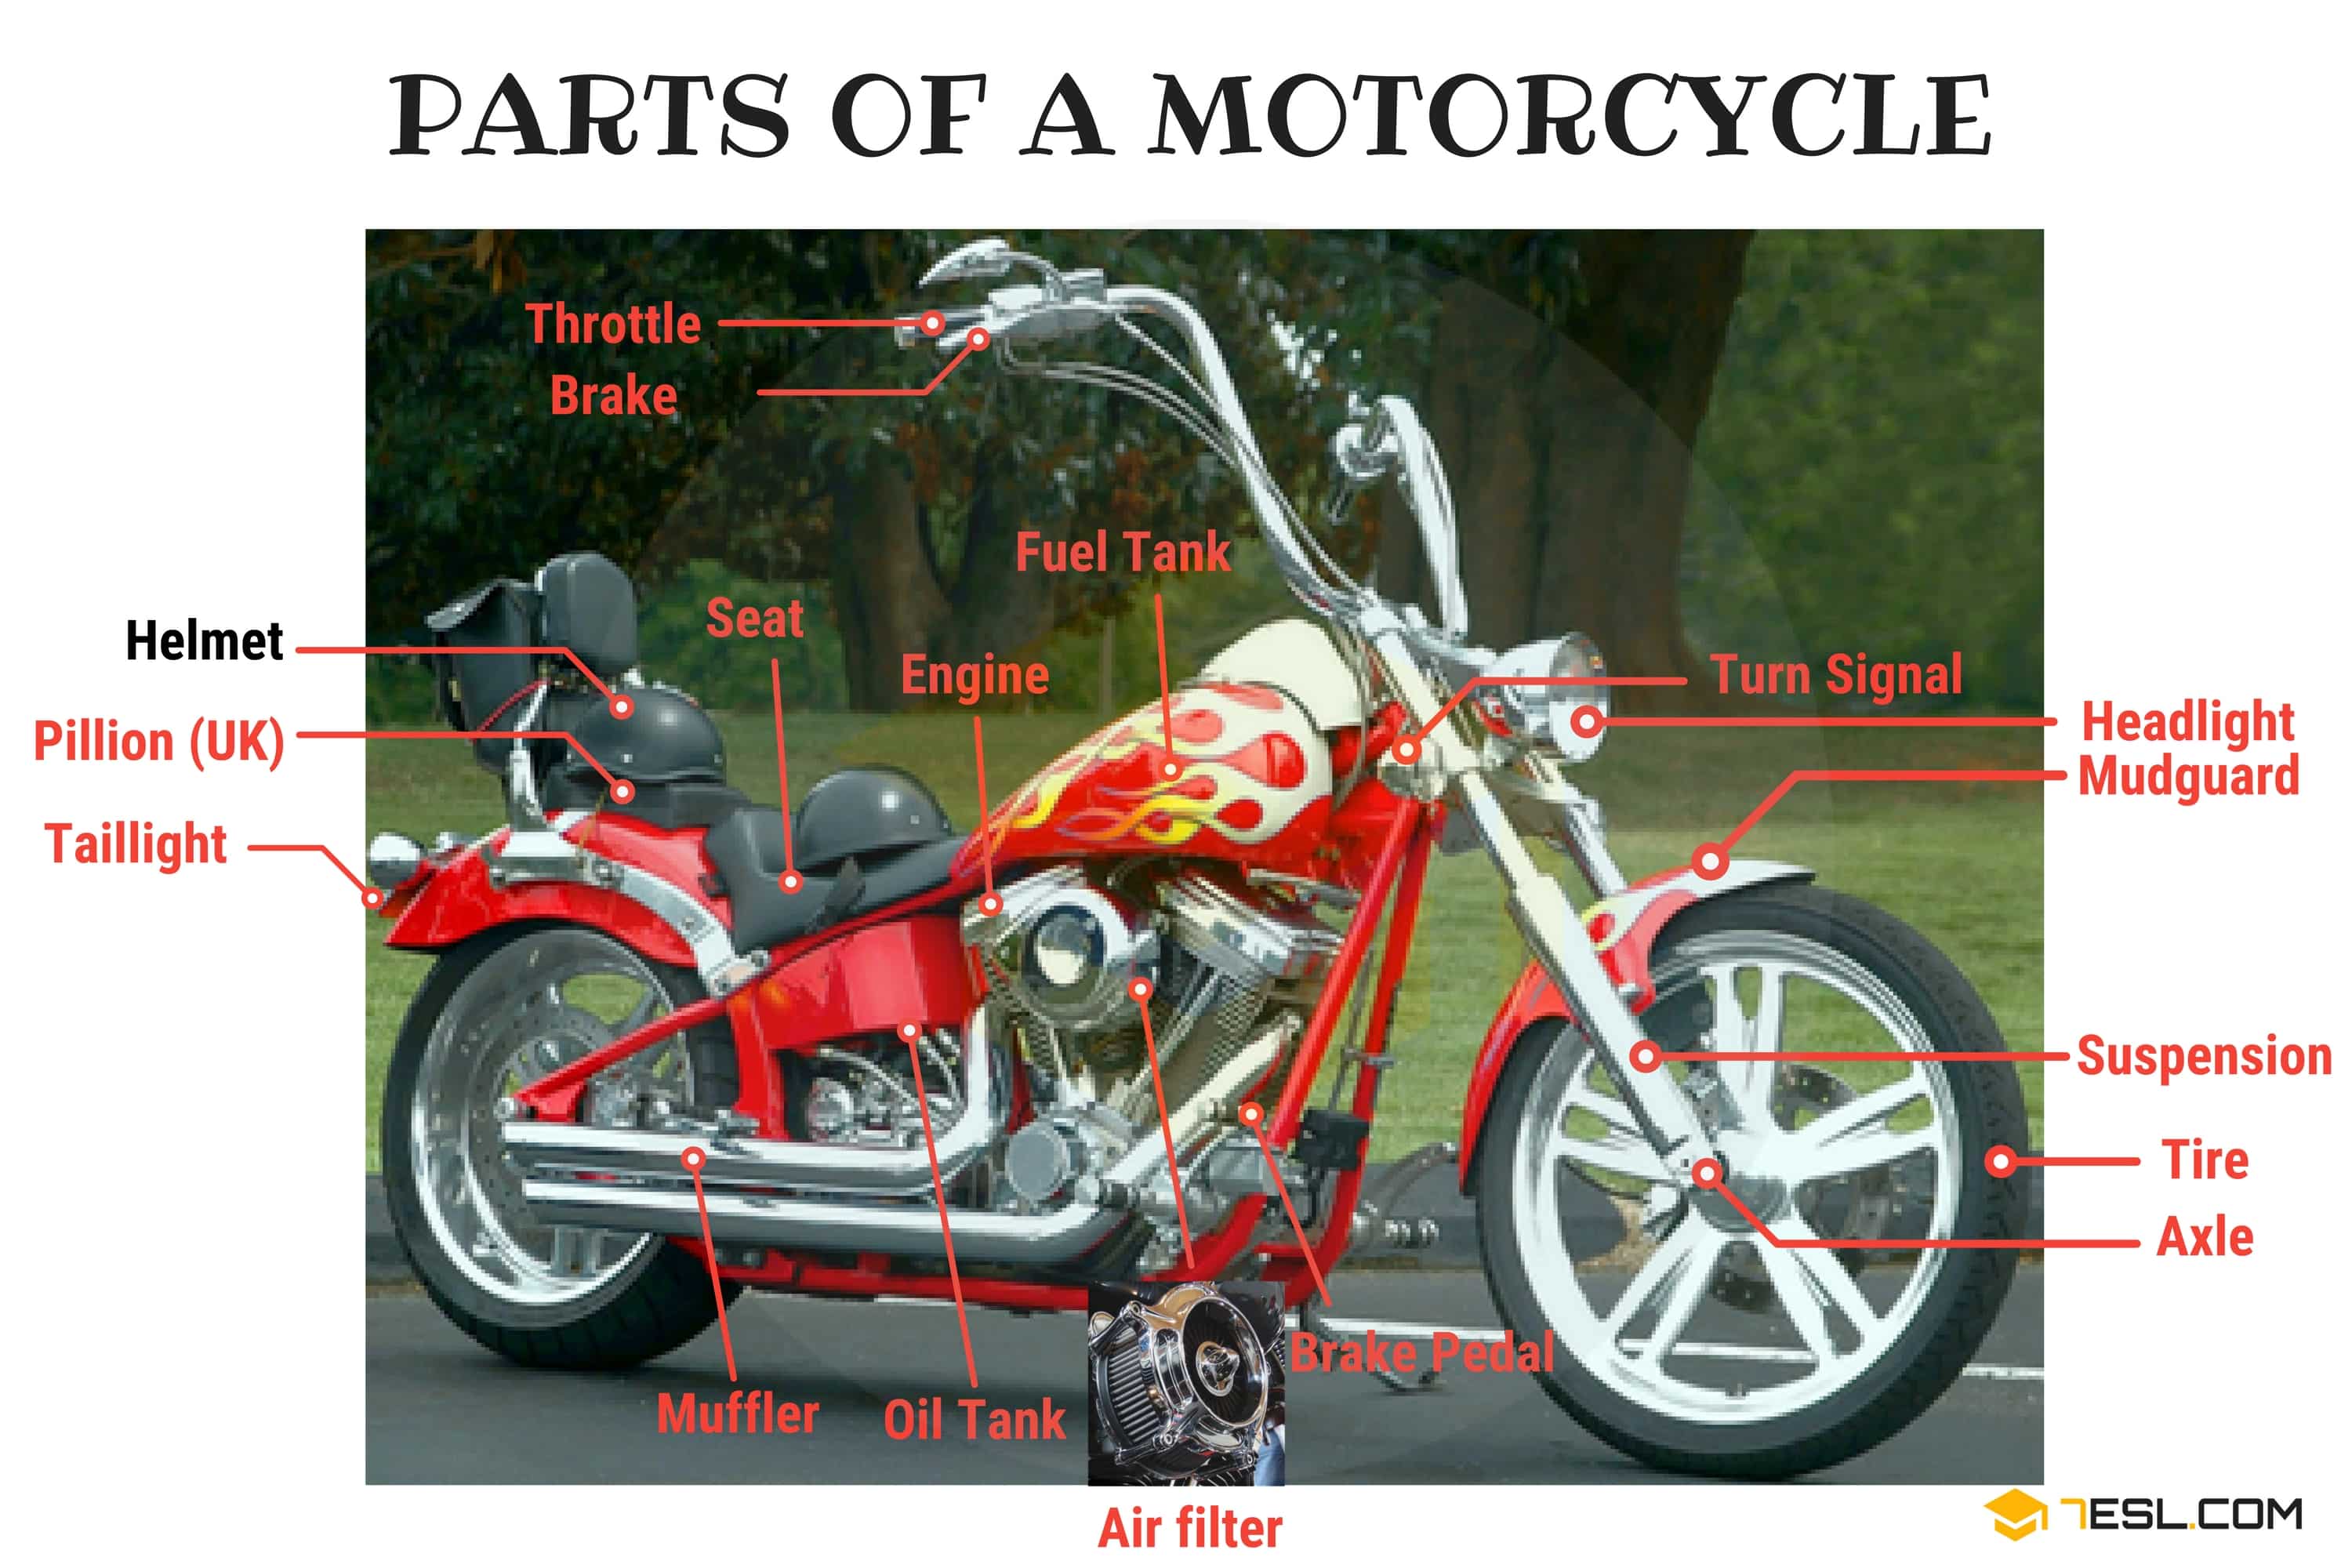 PARTS OF A MOTORCYCLE
Throttle
Brake
Fuel Tank
Seat
Helmet
Engine
Turn Signal
Pillion (UK)
Headlight
Mudguard
Taillight
Suspension
Tire
Axle
Brake Pedal
Muffler
Oil Tank
Air filter
7ESL.COM